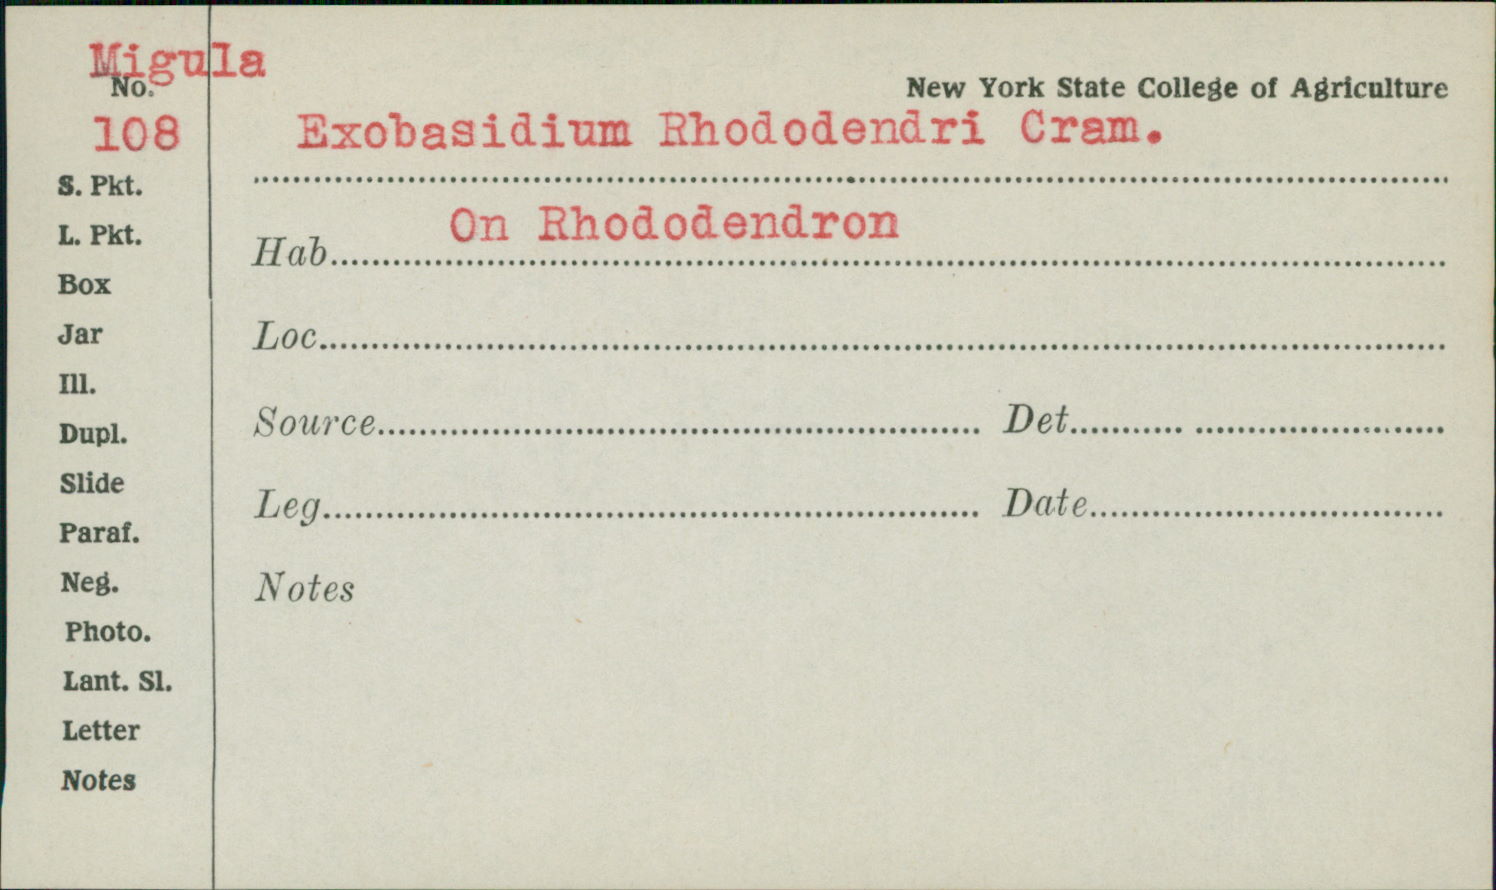 Migula
No.
New York State College of Agriculture
108
Exobasidium Rhododendri Cram.
S. Pkt.
L. Pkt.
On Rhododendron
Hab
Box
Jar
Loc
Ill.
Dupl.
Source
Det
Slide
Leg
Date
Paraf.
Neg.
Notes
Photo.
Lant. Sl.
Letter
Notes